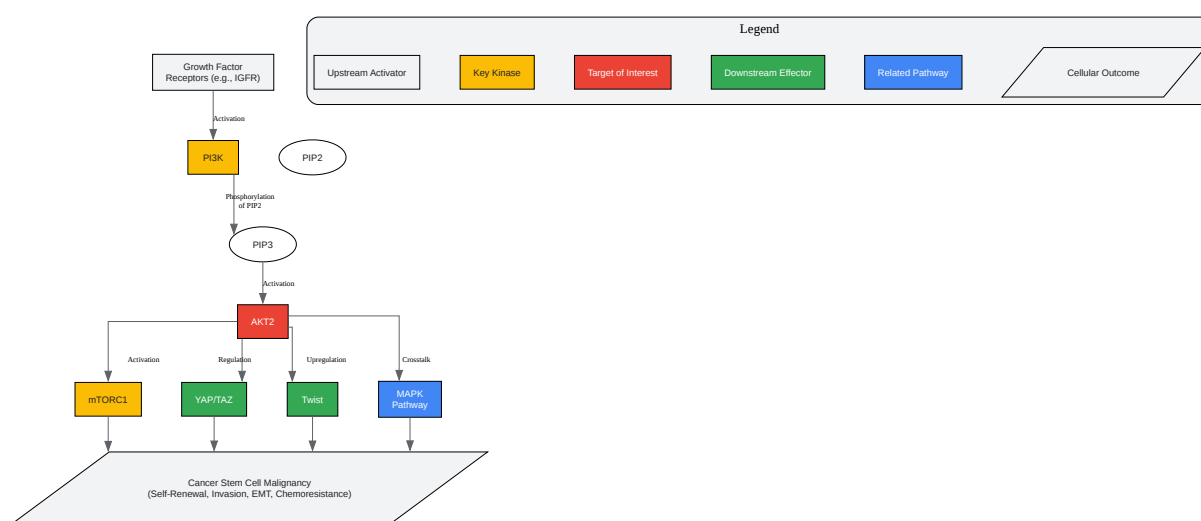 Legend
Upstream Activator
Key Kinase
Target of Interest
Downstream Effector
Related Pathway
Cellular Outcome
Growth Factor
Receptors (e.g., IGFR)
Activation
PI3K
PIP2
Phosphorylation
of PIP2
PIP3
Activation
AKT2
Activation
Regulation
Upregulation
Crosstalk
mTORC1
YAP/TAZ
Twist
MAPK
Pathway
Cancer Stem Cell Malignancy
(Self-Renewal, Invasion, EMT, Chemoresistance)